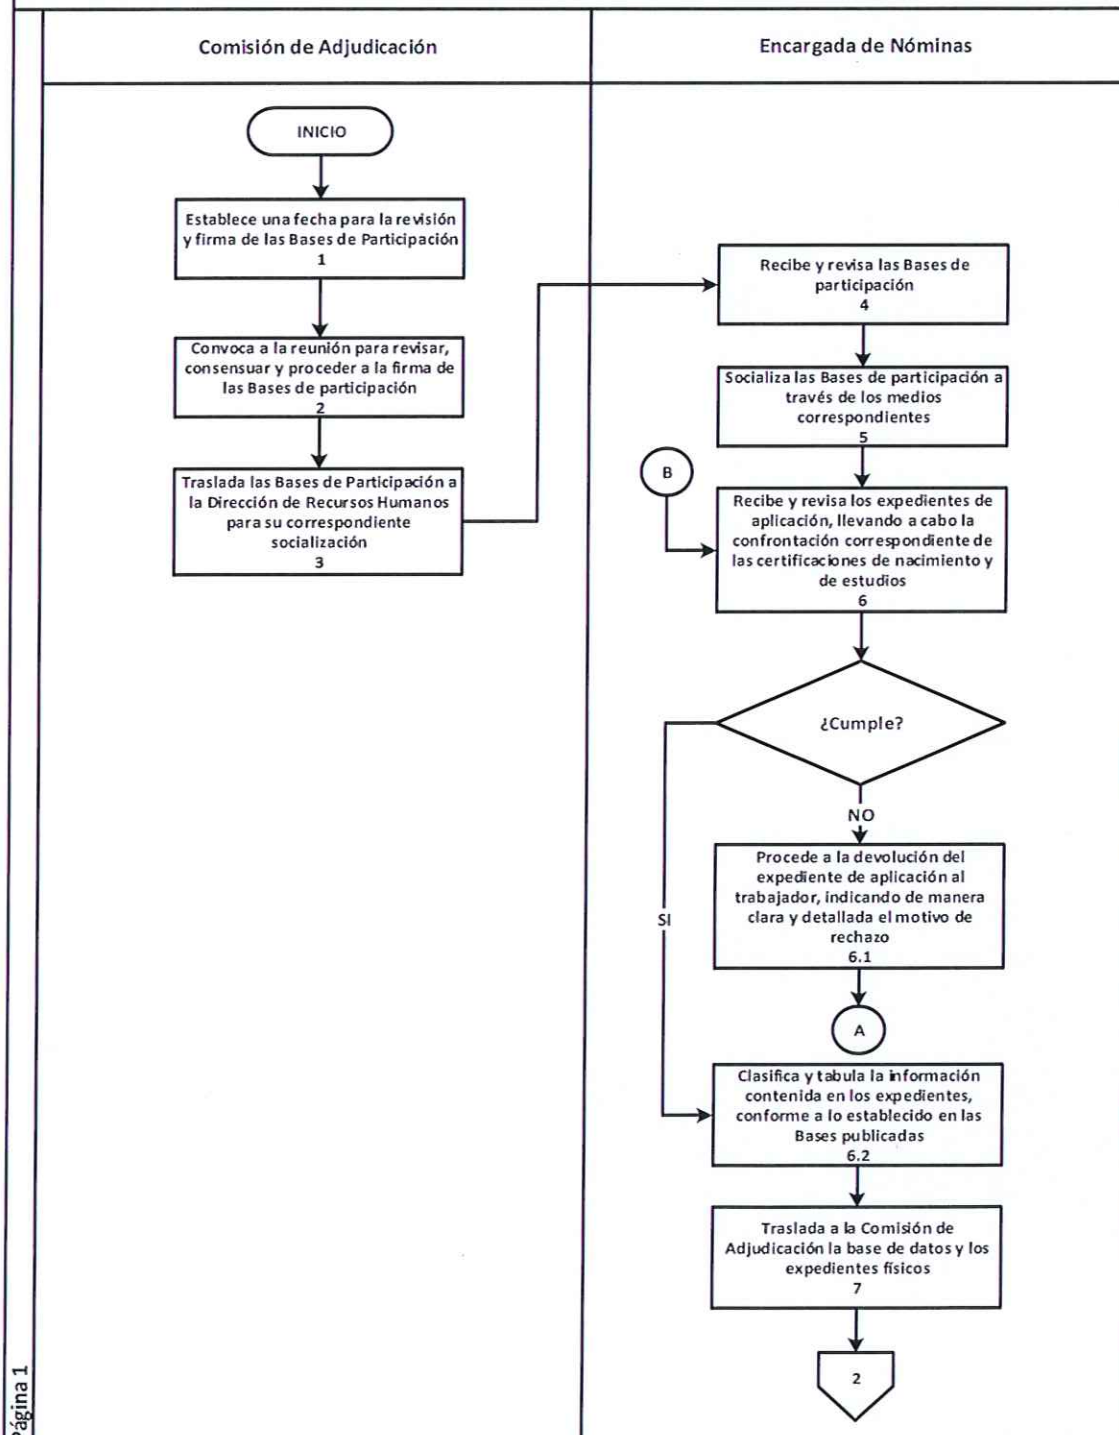 Comisión de Adjudicación
Encargada de Nóminas
INICIO
Establece una fecha para la revisión
y firma de las Bases de Participación
1
Convoca a la reunión para revisar,
consensuar y proceder a la firma de
las Bases de participación
2
Traslada las Bases de Participación a
la Dirección de Recursos Humanos
para su correspondiente
socialización
3
Recibe y revisa las Bases de
participación
4
Socializa las Bases de participación a
través de los medios
correspondientes
5
B
Recibe y revisa los expedientes de
aplicación, llevando a cabo la
confrontación correspondiente de
las certificaciones de nacimiento y
de estudios
6
¿Cumple?
NO
SI
Procede a la devolución del
expediente de aplicación al
trabajador, indicando de manera
clara y detallada el motivo de
rechazo
6.1
A
Clasifica y tabula la información
contenida en los expedientes,
conforme a lo establecido en las
Bases publicadas
6.2
Traslada a la Comisión de
Adjudicación la base de datos y los
expedientes físicos
7
2
Página 1